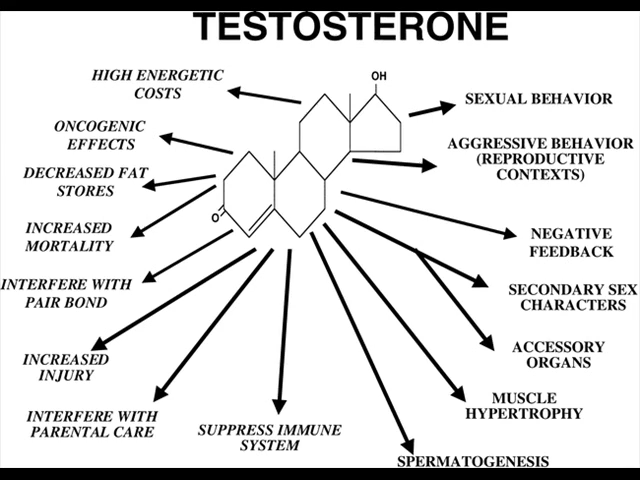 TESTOSTERONE
HIGH ENERGETIC
COSTS
OH
SEXUAL BEHAVIOR
ONCOGENIC
EFFECTS
AGGRESSIVE BEHAVIOR
(REPRODUCTIVE
CONTEXTS)
DECREASED FAT
STORES
O
INCREASED
MORTALITY
NEGATIVE
FEEDBACK
INTERFERE WITH
PAIR BOND
SECONDARY SEX
CHARACTERS
INCREASED
INJURY
ACCESSORY
ORGANS
INTERFERE WITH
PARENTAL CARE
SUPPRESS IMMUNE
SYSTEM
MUSCLE
HYPERTROPHY
SPERMATOGENESIS